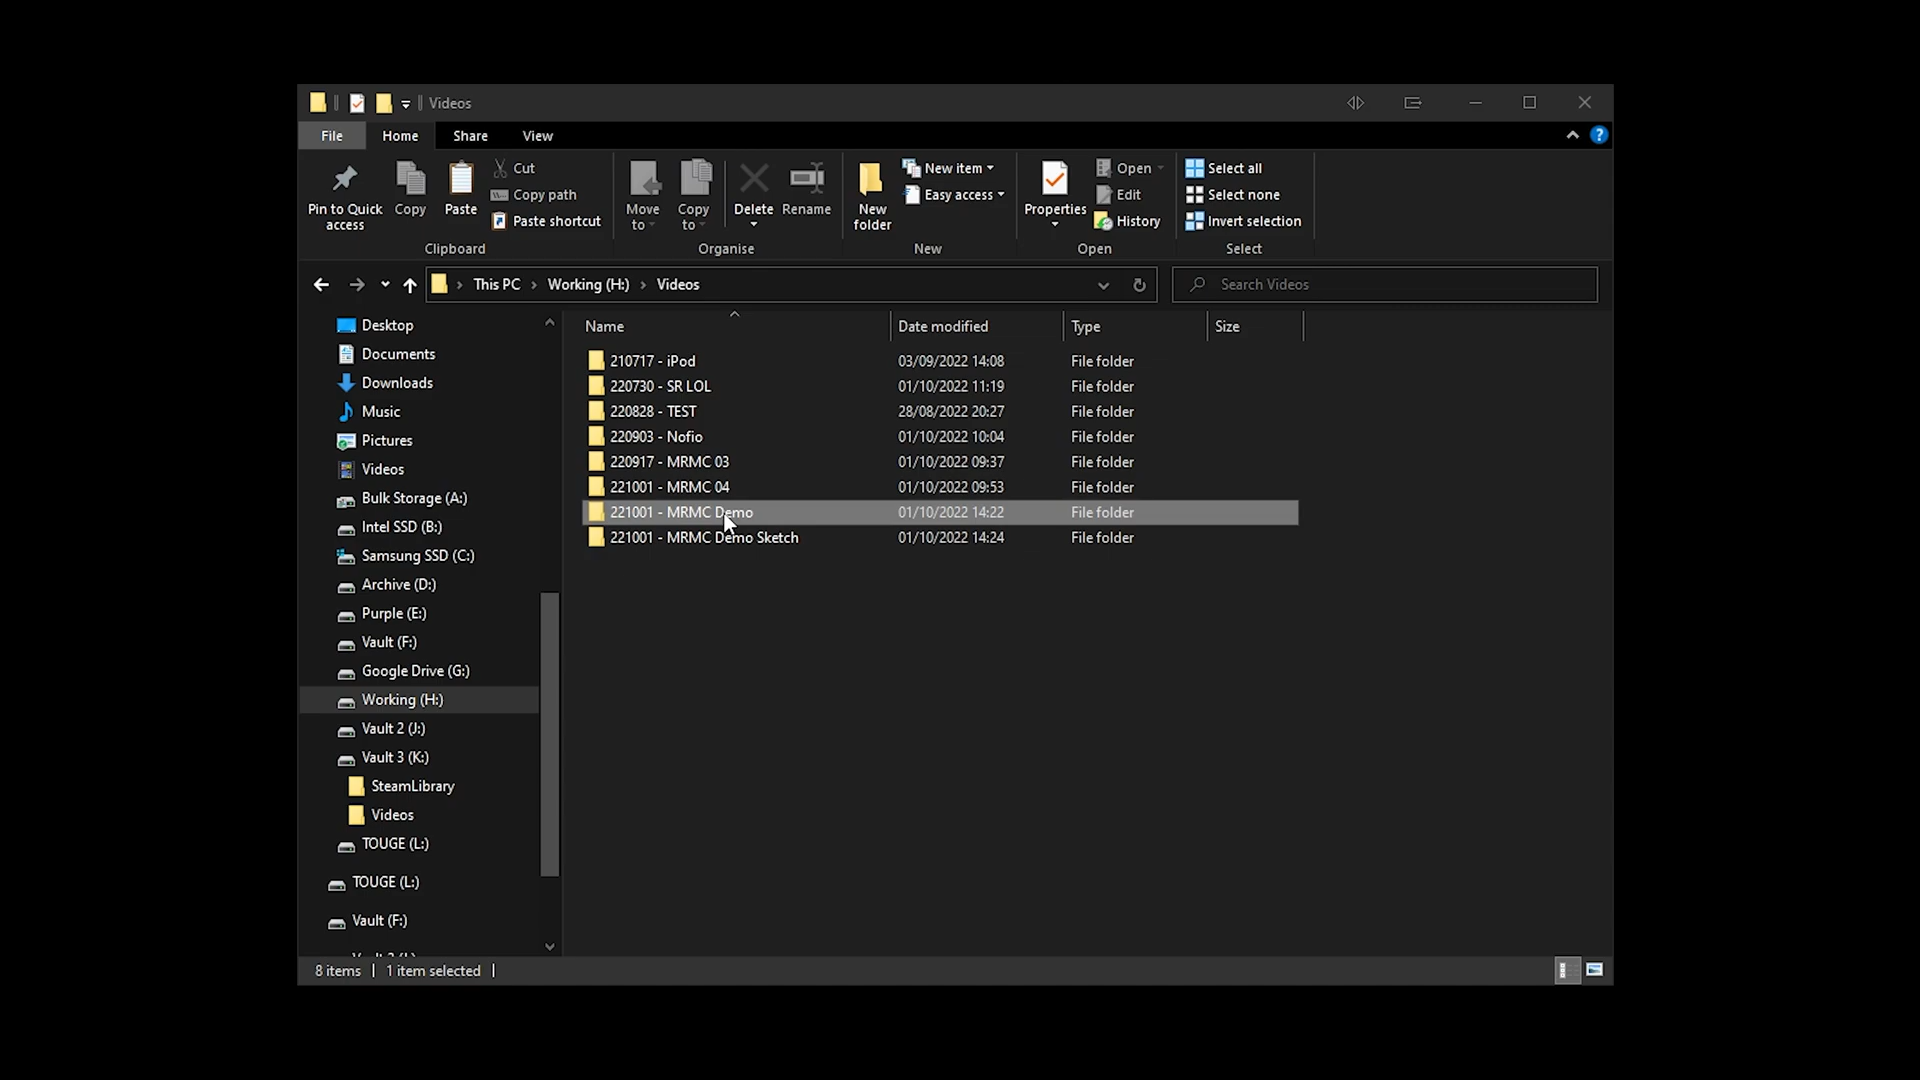 Videos
File Home Share View
Pin to Quick access
Copy
Paste
Cut
Copy path
Paste shortcut
Clipboard
Move to
Copy to
Delete
Rename
Organise
New folder
New item
Easy access
New
Properties
Open
Edit
History
Open
Select all
Select none
Invert selection
Select
This PC > Working (H:) > Videos
Search Videos
Desktop
Documents
Downloads
Music
Pictures
Videos
Bulk Storage (A:)
Intel SSD (B:)
Samsung SSD (C:)
Archive (D:)
Purple (E:)
Vault (F:)
Google Drive (G:)
Working (H:)
Vault 2 (J:)
Vault 3 (K:)
SteamLibrary
Videos
TOUGE (L:)
TOUGE (L:)
Vault (F:)
Name Date modified Type Size
210717 - iPod 03/09/2022 14:08 File folder
220730 - SR LOL 01/10/2022 11:19 File folder
220828 - TEST 28/08/2022 20:27 File folder
220903 - Nofio 01/10/2022 10:04 File folder
220917 - MRMC 03 01/10/2022 09:37 File folder
221001 - MRMC 04 01/10/2022 09:53 File folder
221001 - MRMC Demo 01/10/2022 14:22 File folder
221001 - MRMC Demo Sketch 01/10/2022 14:24 File folder
8 items 1 item selected